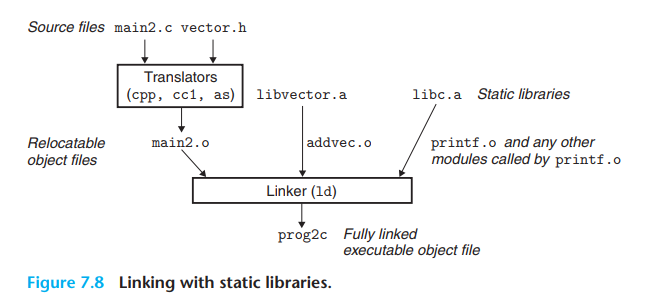 Source files main2.c vector.h
Translators
(cpp, cc1, as)
libvector.a
libc.a Static libraries
Relocatable
object files
main2.o
addvec.o
printf.o and any other
modules called by printf.o
Linker (ld)
prog2c
Fully linked
executable object file
Figure 7.8 Linking with static libraries.